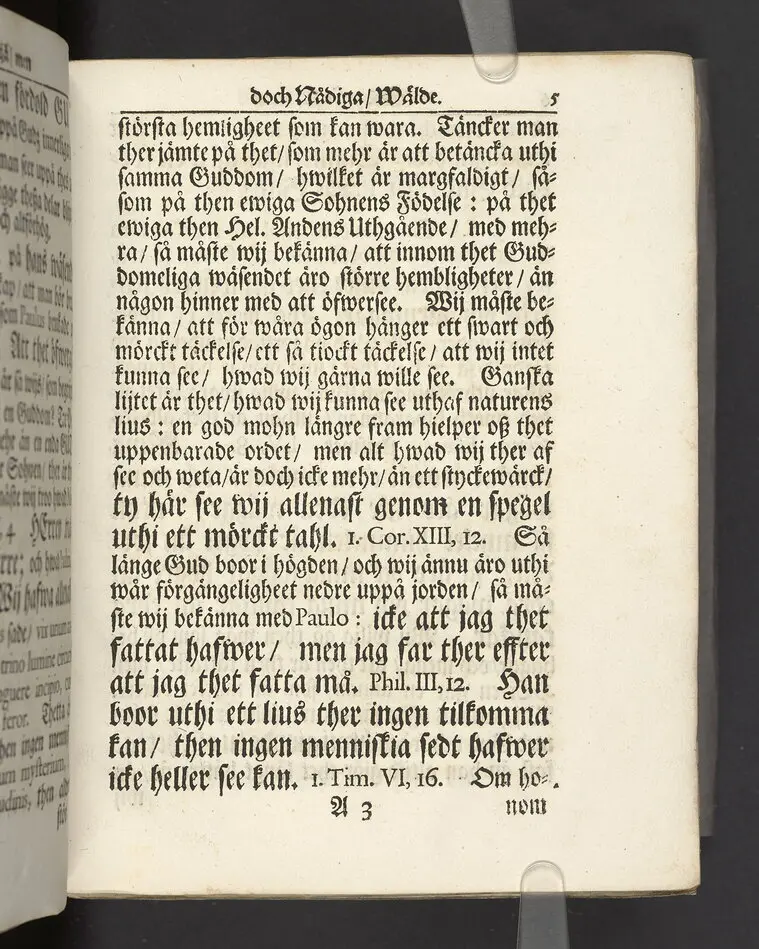 doch Nådiga/ Wälde. 5
största hemligheet som kan wara. Täncker man
ther jämte på thet/ som mehr är att betäncka uthi
samma Guddom/ hwilket är margfaldigt/ så-
som på then ewiga Sohnens Födelse : på thet
ewiga then Hel. Andens Uthgående/ med meh-
ra/ så måste wij bekänna/ att innom thet Gud-
domeliga wäsendet äro större hembligheter/ än
någon hinner med att öfwersee. Wij måste be-
känna/ att för wåra ögon hänger ett swart och
mörckt täckelse/ ett så tiockt täckelse/ att wij intet
kunna see/ hwad wij gärna wille see. Ganska
lijtet är thet/ hwad wij kunna see uthaf naturens
lius : en god mohn längre fram hielper oß thet
uppenbarade ordet/ men alt hwad wij ther af
see och weta/ är doch icke mehr/ än ett styckewärck/
ty här see wij allenast genom en spegel
uthi ett mörckt tahl. 1. Cor. XIII, 12. Så
länge Gud boor i högden/ och wij ännu äro uthi
wår förgängeligheet nedre uppå jorden/ så må-
ste wij bekänna med Paulo : icke att jag thet
fattat hafwer/ men jag far ther effter
att jag thet fatta må. Phil. III, 12. Han
boor uthi ett lius ther ingen tilkomma
kan/ then ingen menniskia sedt hafwer
icke heller see kan. 1. Tim. VI, 16. Om ho-
A 3 nom